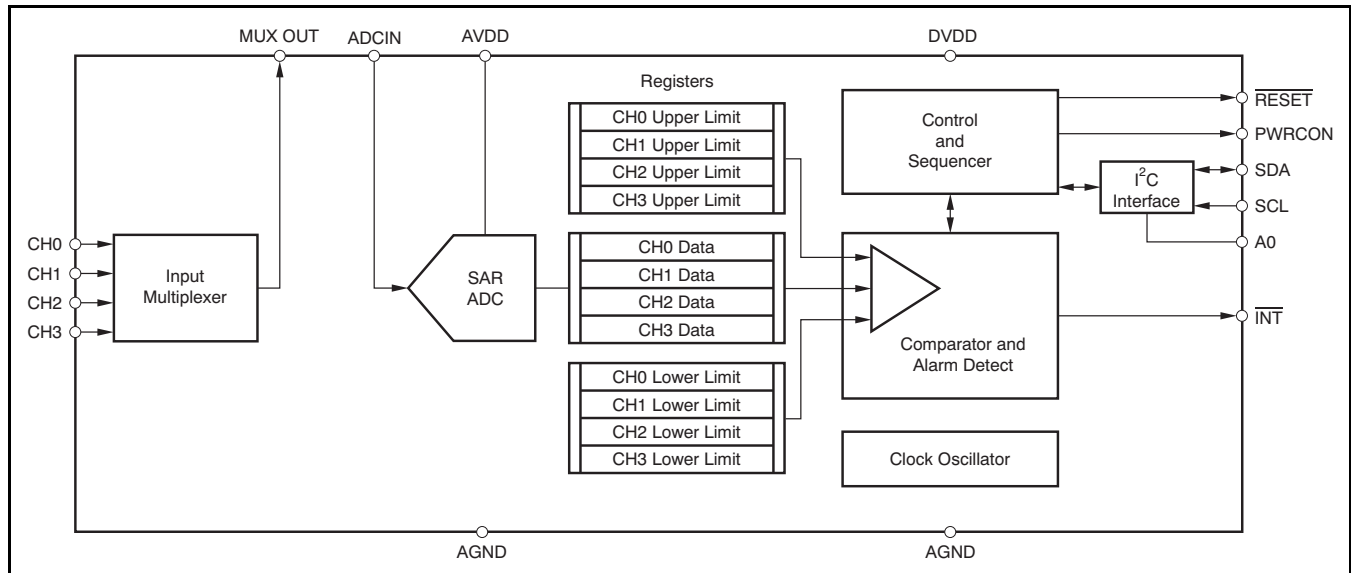 MUX OUT
ADCIN
AVDD
DVDD
Registers
CH0 Upper Limit
CH1 Upper Limit
CH2 Upper Limit
CH3 Upper Limit
Control
and
Sequencer
RESET
PWRCON
SDA
SCL
A0
I²C
Interface
CH0
CH1
CH2
CH3
Input
Multiplexer
SAR
ADC
CH0 Data
CH1 Data
CH2 Data
CH3 Data
Comparator and
Alarm Detect
INT
CH0 Lower Limit
CH1 Lower Limit
CH2 Lower Limit
CH3 Lower Limit
Clock Oscillator
AGND
AGND